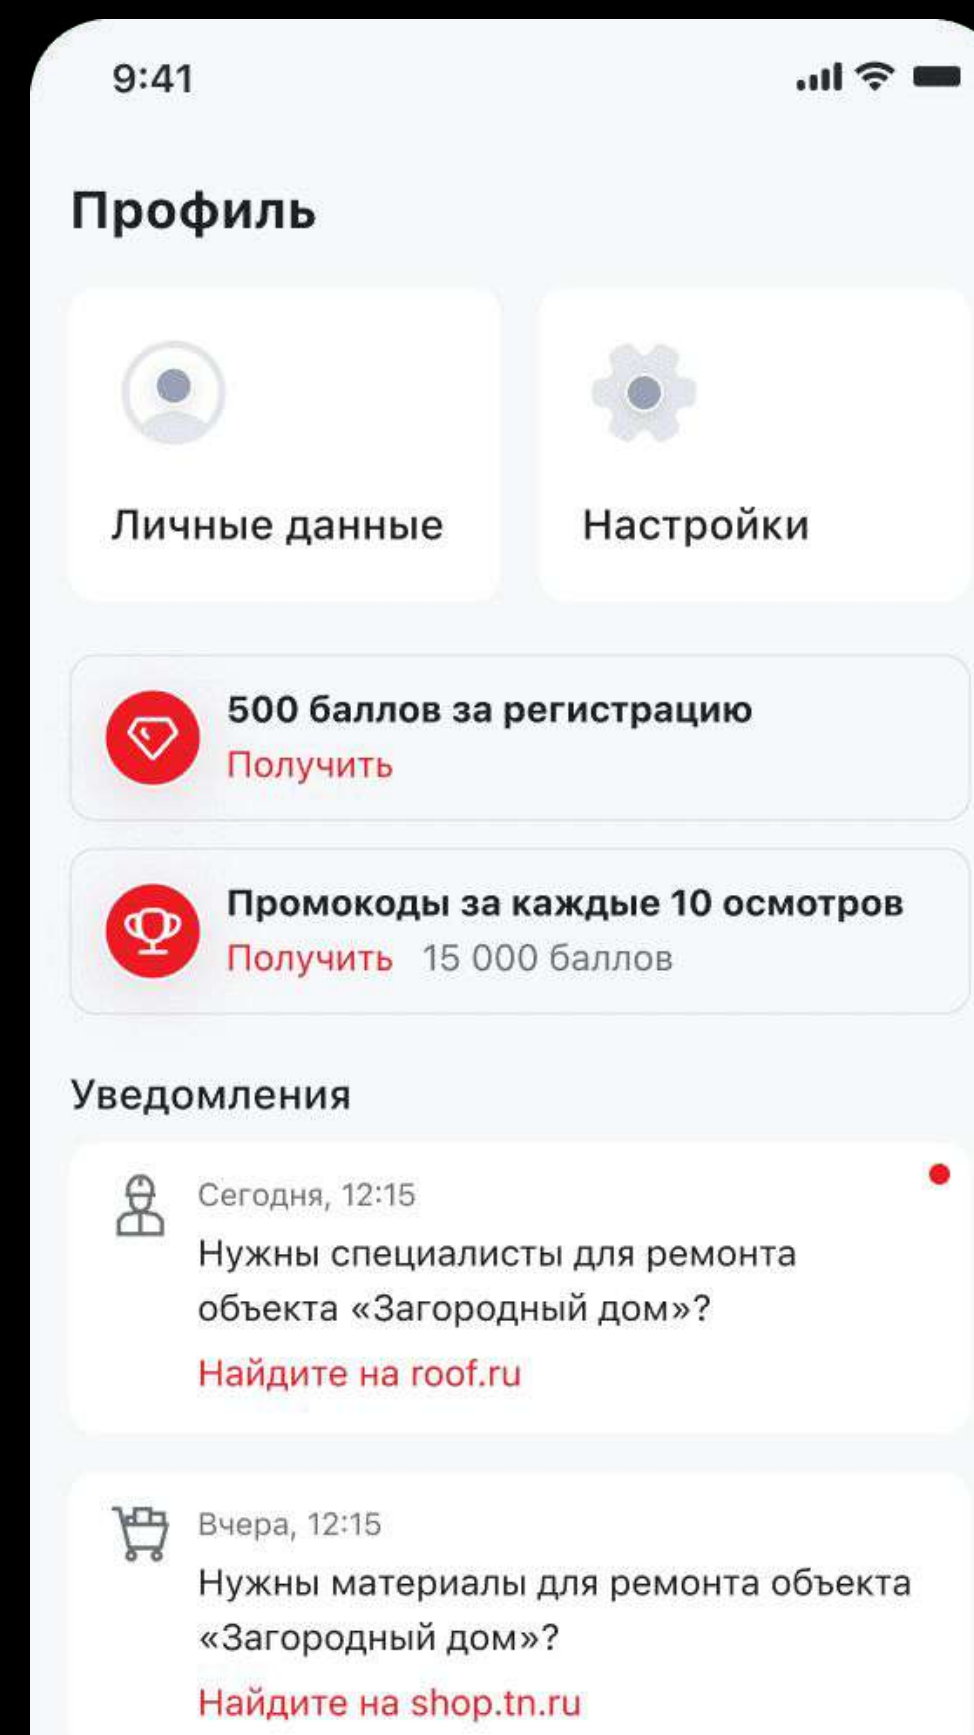 9:41
Профиль
Личные данные
Настройки
500 баллов за регистрацию
Получить
Промокоды за каждые 10 осмотров
Получить 15 000 баллов
Уведомления
Сегодня, 12:15
Нужны специалисты для ремонта
объекта «Загородный дом»?
Найдите на roof.ru
Вчера, 12:15
Нужны материалы для ремонта объекта
«Загородный дом»?
Найдите на shop.tn.ru